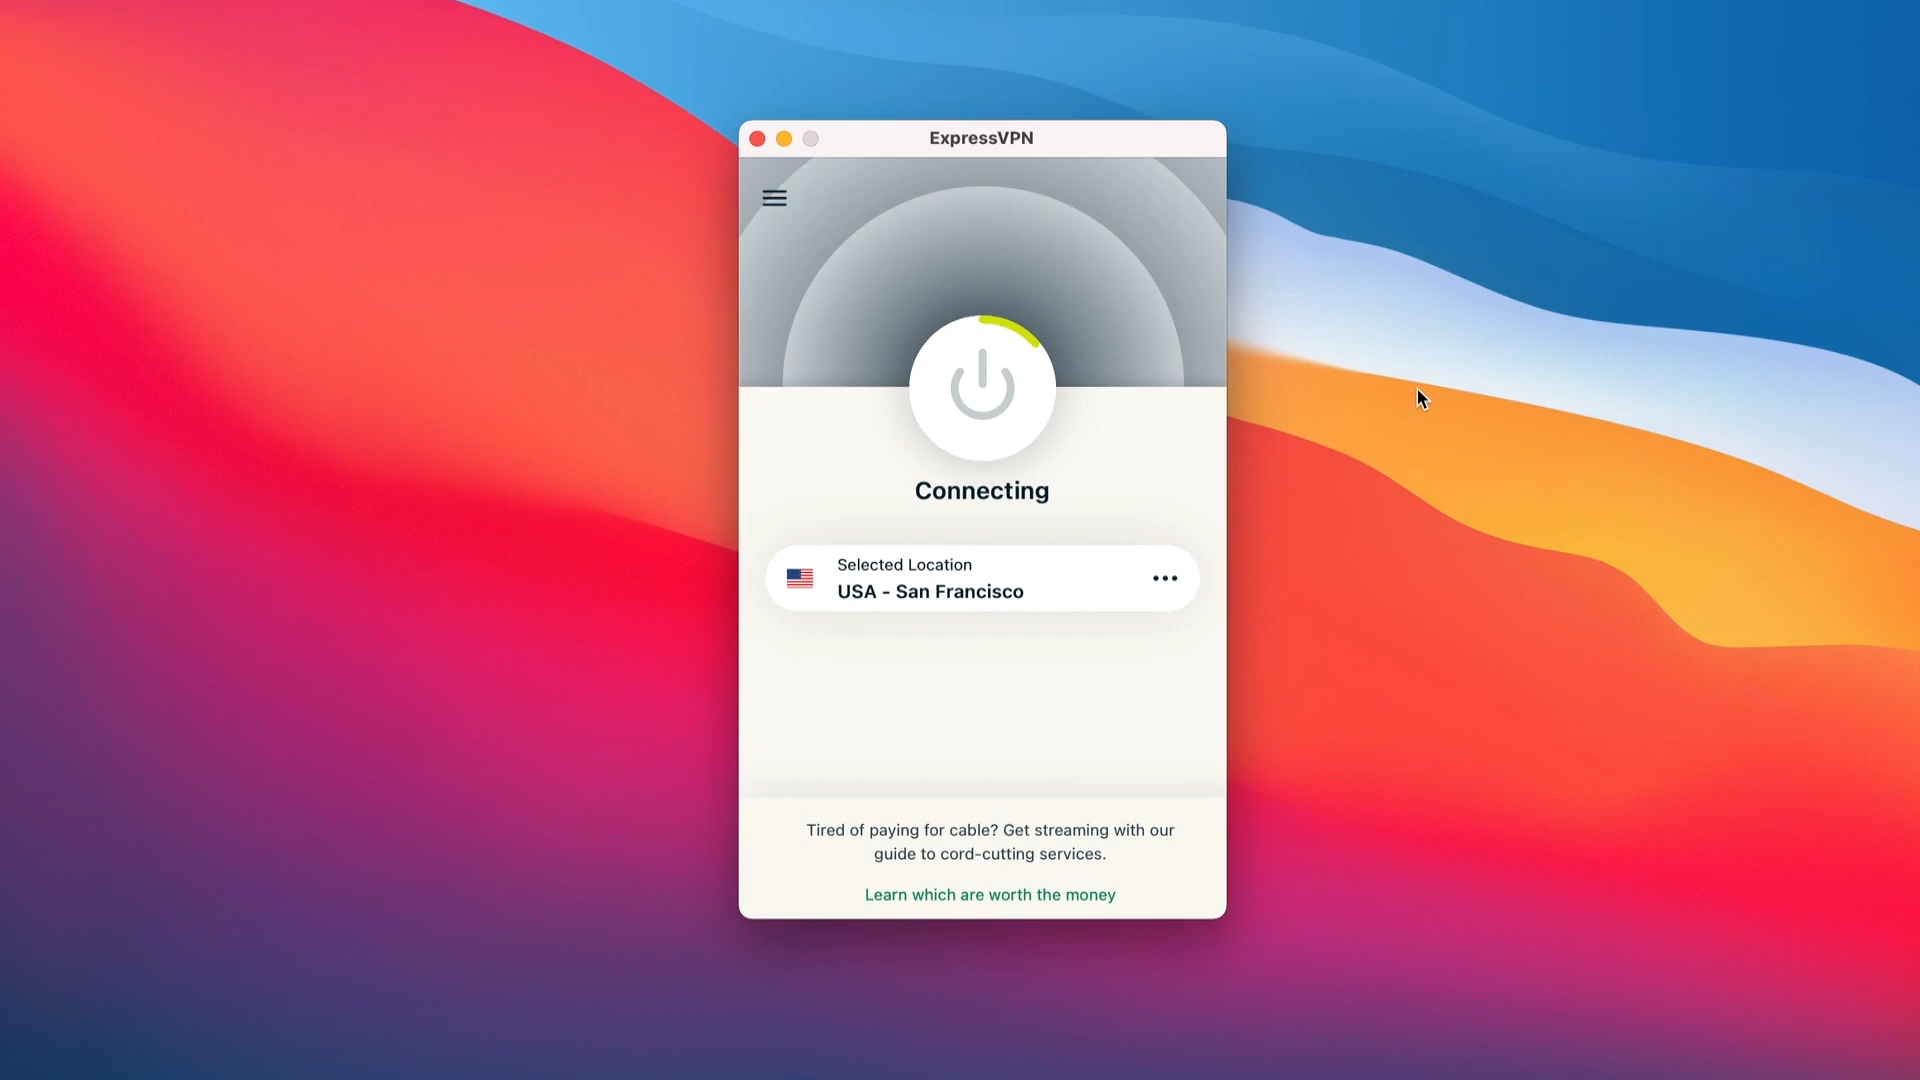 ExpressVPN
Connecting
Selected Location
USA - San Francisco
Tired of paying for cable? Get streaming with our
guide to cord-cutting services.
Learn which are worth the money